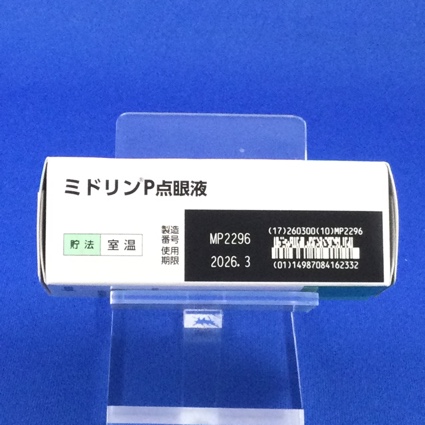 ミドリン®P点眼液
貯法 室温
製造番号 MP2296
使用期限 2026.3
(17)260300(10)MP2296
(01)14987084162332